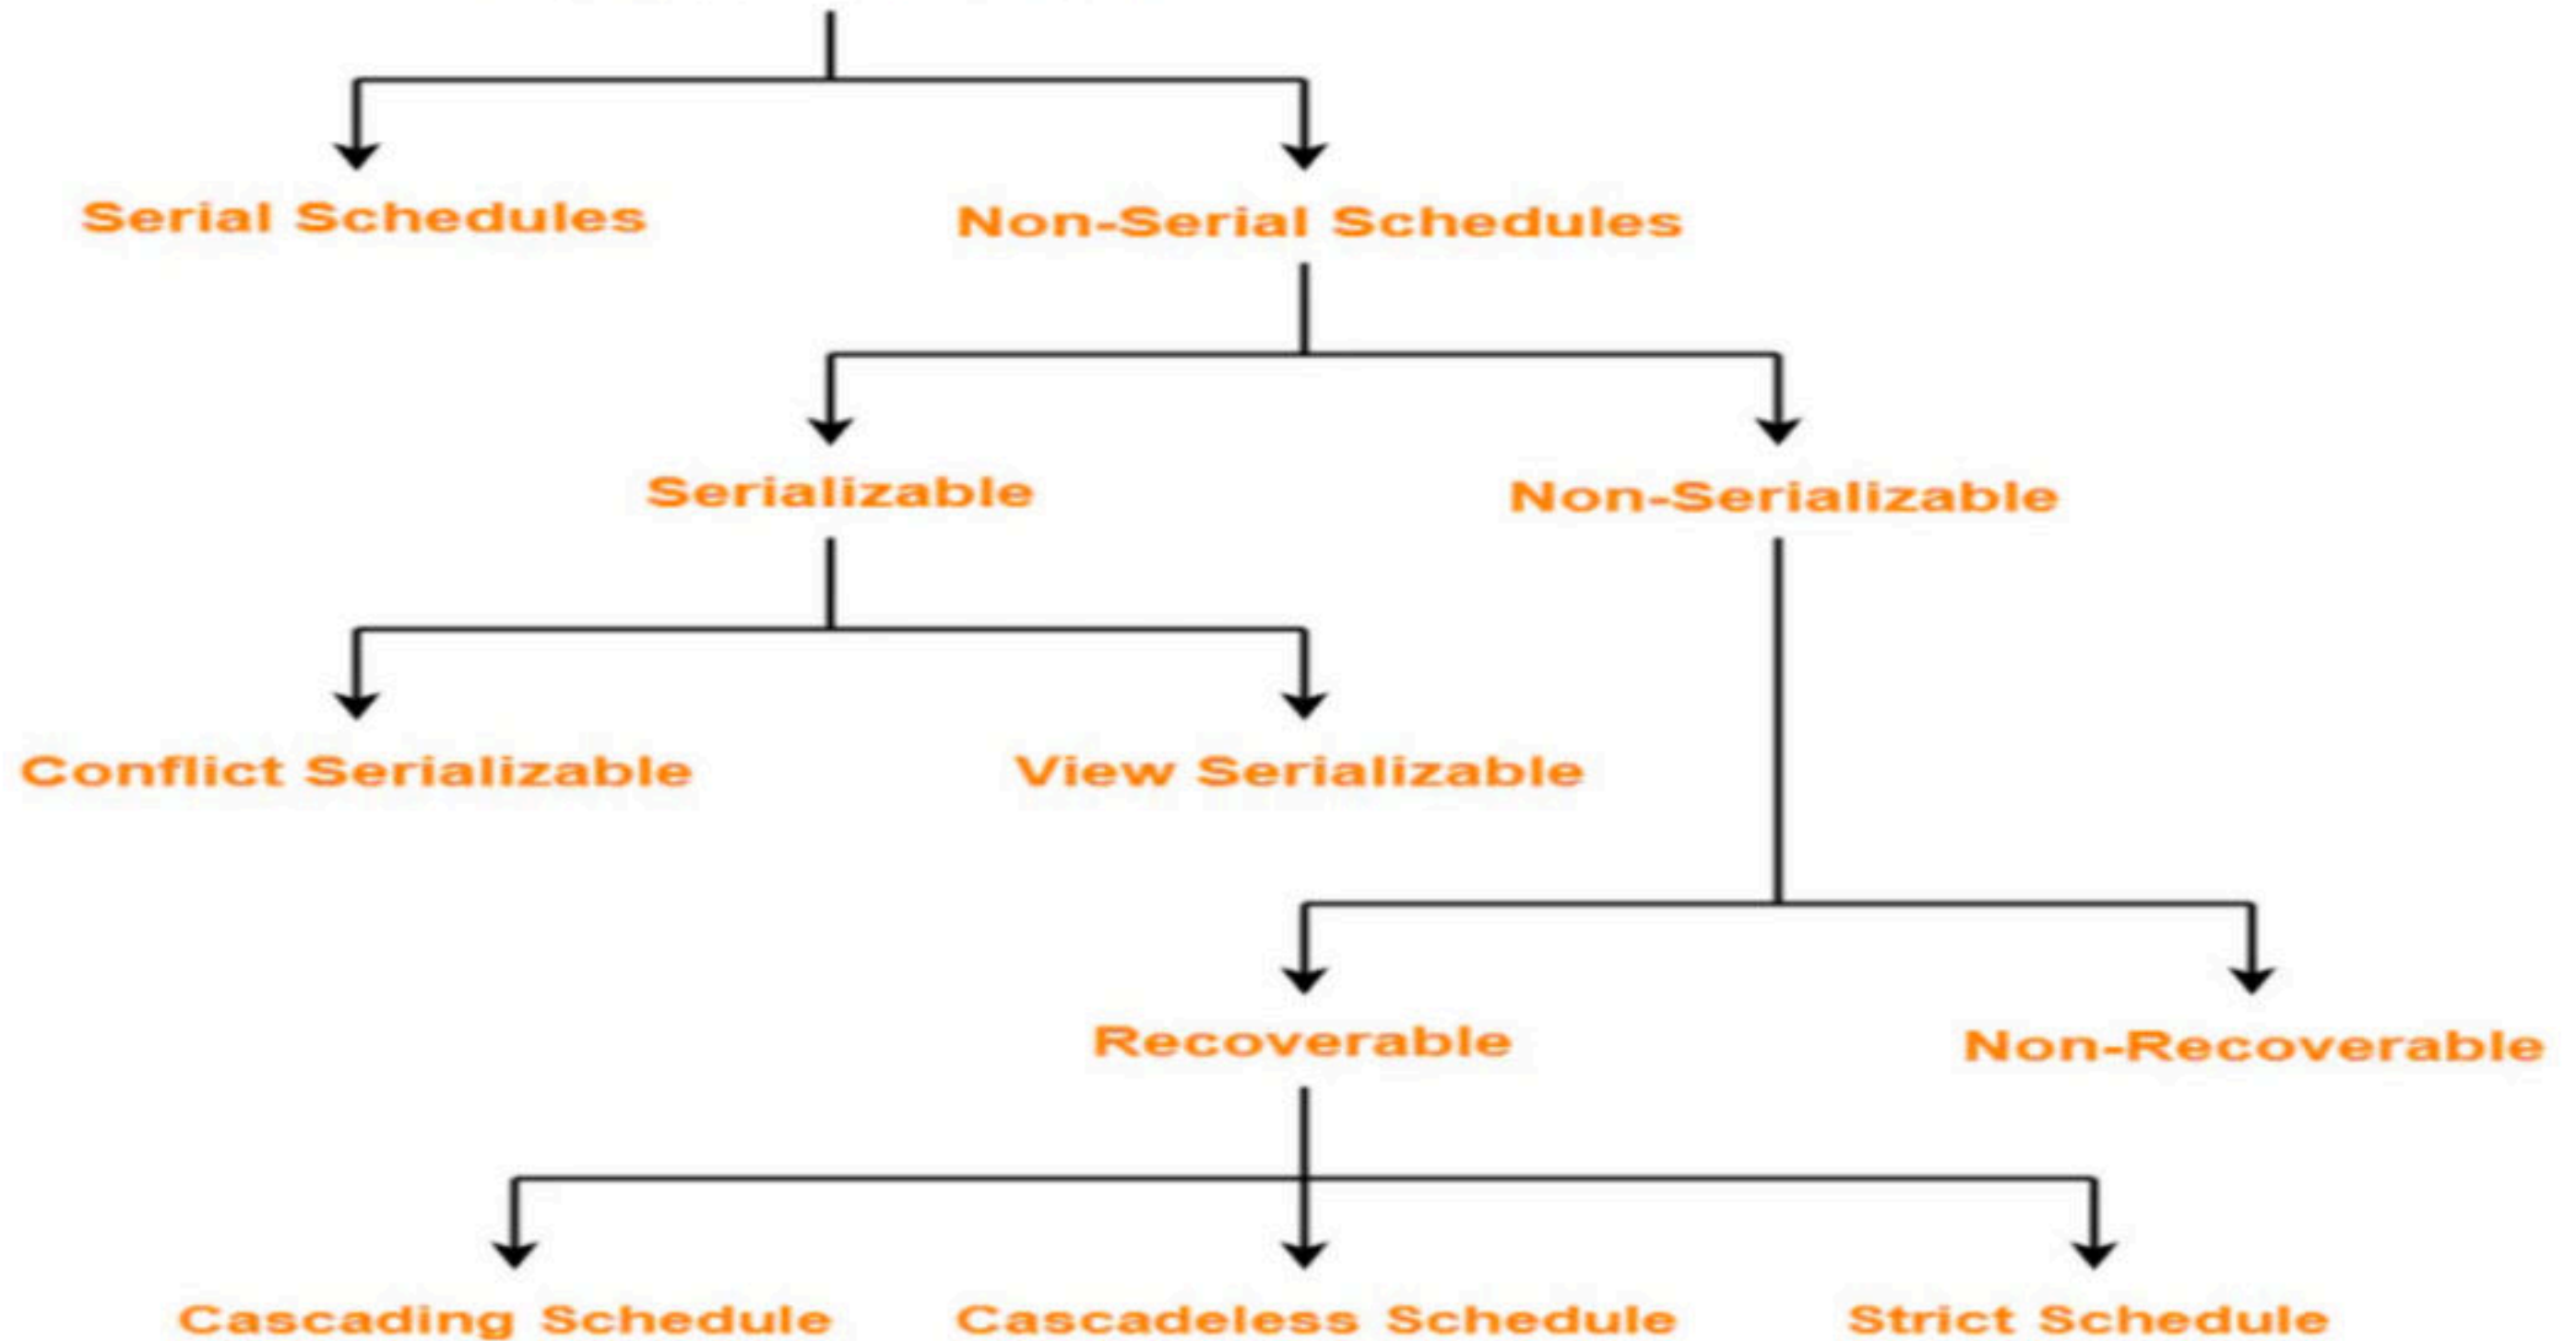 Serial Schedules
Non-Serial Schedules
Serializable
Non-Serializable
Conflict Serializable
View Serializable
Recoverable
Non-Recoverable
Cascading Schedule
Cascadeless Schedule
Strict Schedule